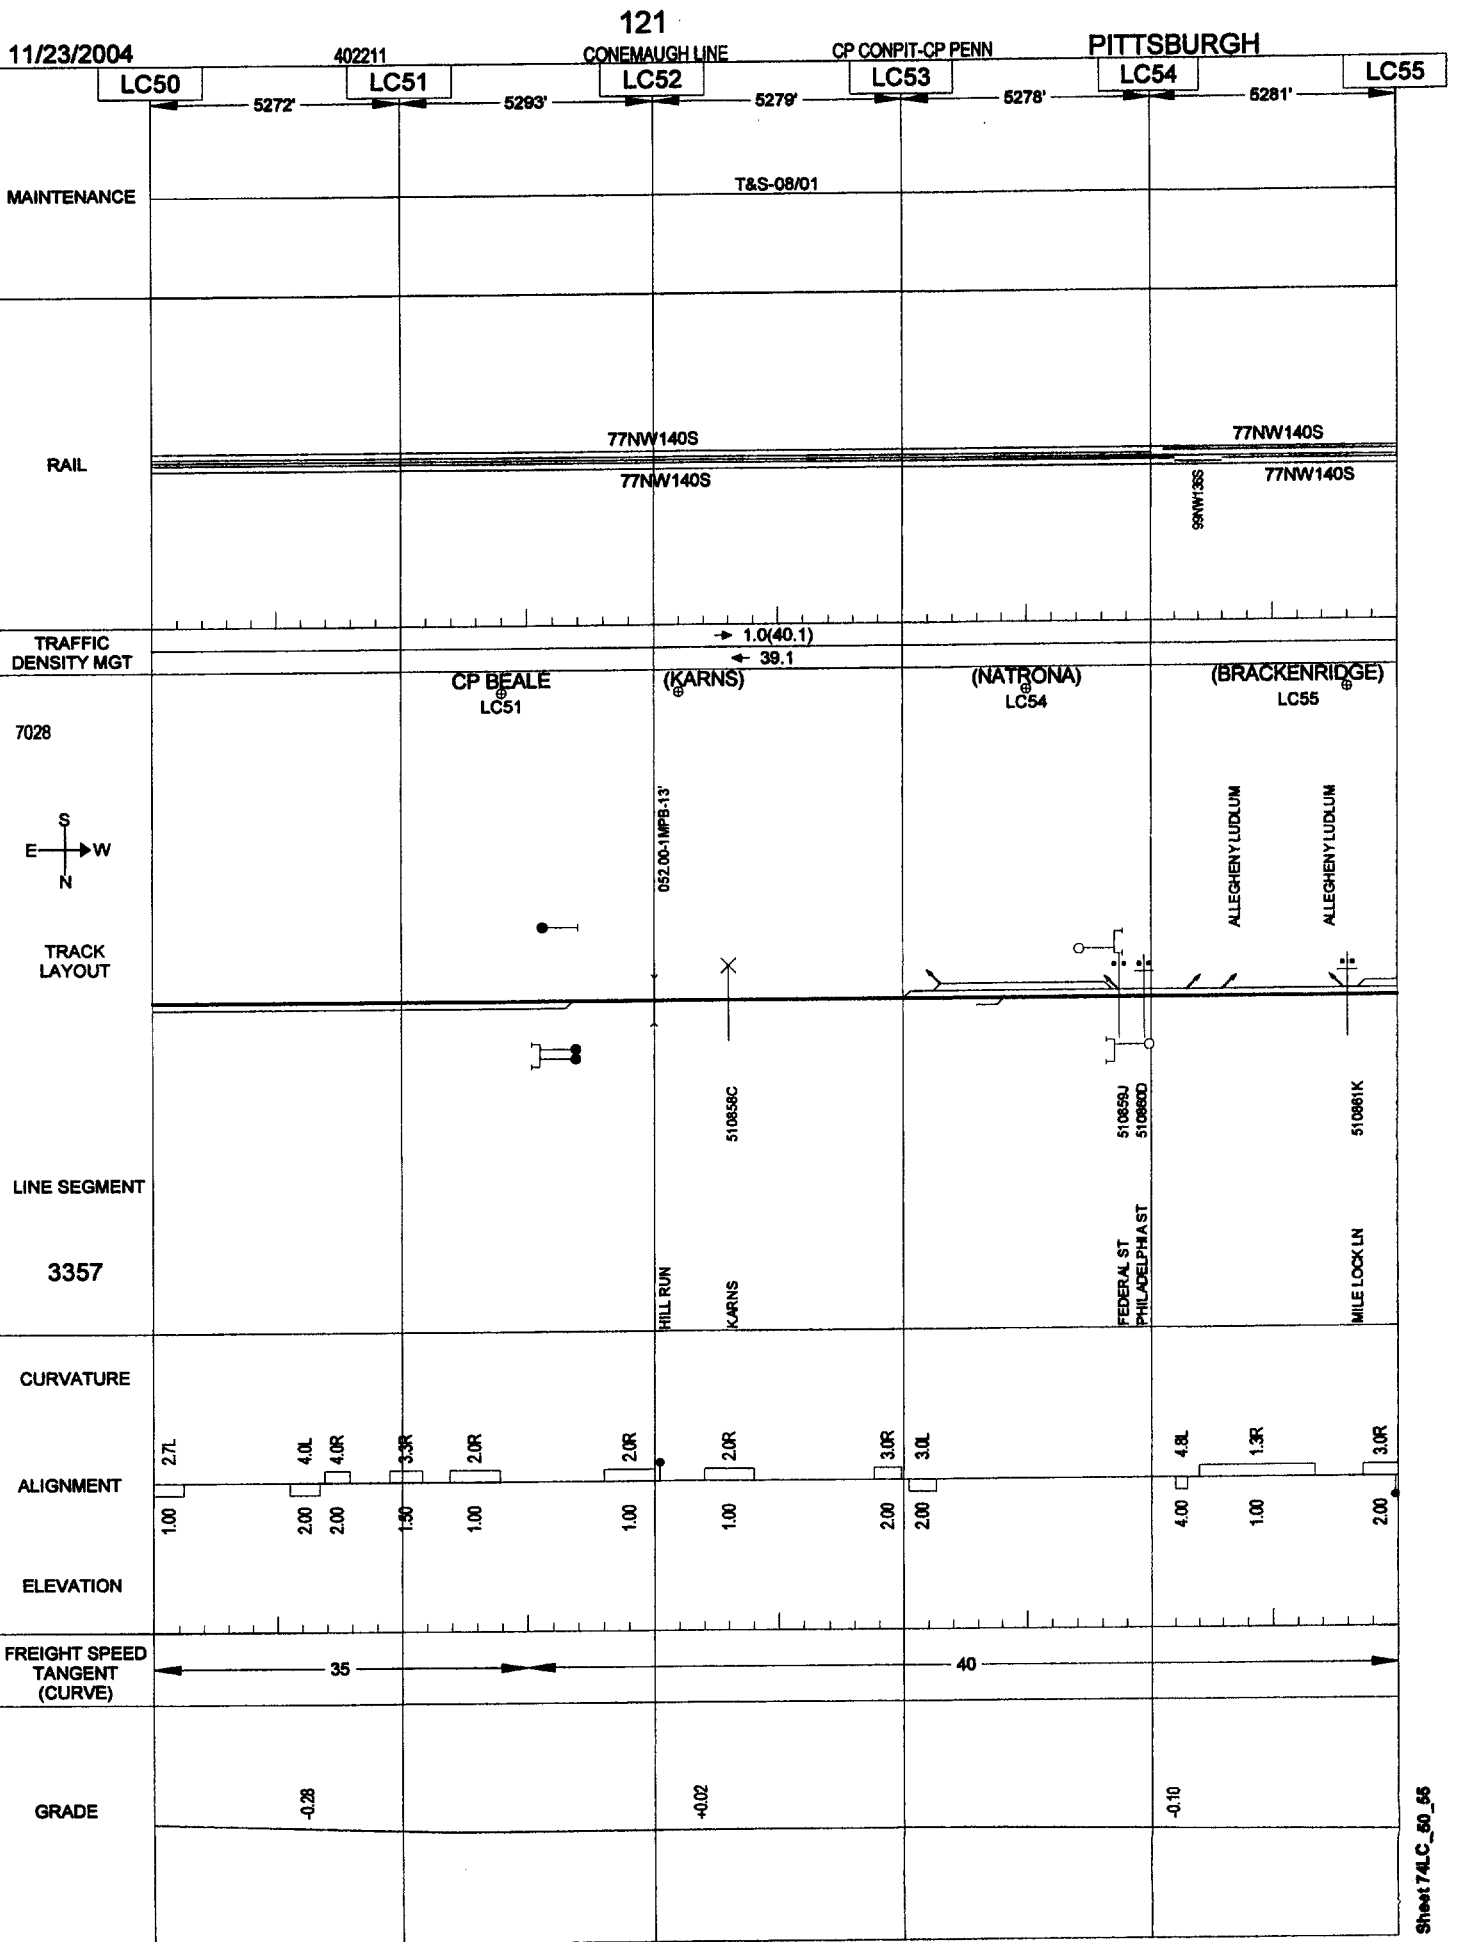 121
11/23/2004
402211
CONEMAUGH LINE
CP CONPIT-CP PENN
PITTSBURGH
LC50
LC51
LC52
LC53
LC54
LC55
5272'
5293'
5279'
5278'
5281'
MAINTENANCE
T&S-08/01
RAIL
77NW140S
77NW140S
77NW140S
77NW140S
99NW136S
TRAFFIC
DENSITY MGT
1.0(40.1)
39.1
CP BEALE
LC51
(KARNS)
(NATRONA)
LC54
(BRACKENRIDGE)
LC55
7028
S
E
W
N
TRACK
LAYOUT
052.00-1MPB-13'
ALLEGHENY LUDLUM
ALLEGHENY LUDLUM
510858C
510859J
510860D
510861K
LINE SEGMENT
3357
HILL RUN
KARNS
FEDERAL ST
PHILADELPHIA ST
MILE LOCK LN
CURVATURE
2.7L
4.0L
4.0R
3.3R
2.0R
2.0R
2.0R
3.0R
3.0L
4.8L
1.3R
3.0R
ALIGNMENT
1.00
2.00
2.00
1.50
1.00
1.00
1.00
2.00
2.00
4.00
1.00
2.00
ELEVATION
FREIGHT SPEED
TANGENT
(CURVE)
35
40
GRADE
-0.28
+0.02
-0.10
Sheet 74LC_50_55